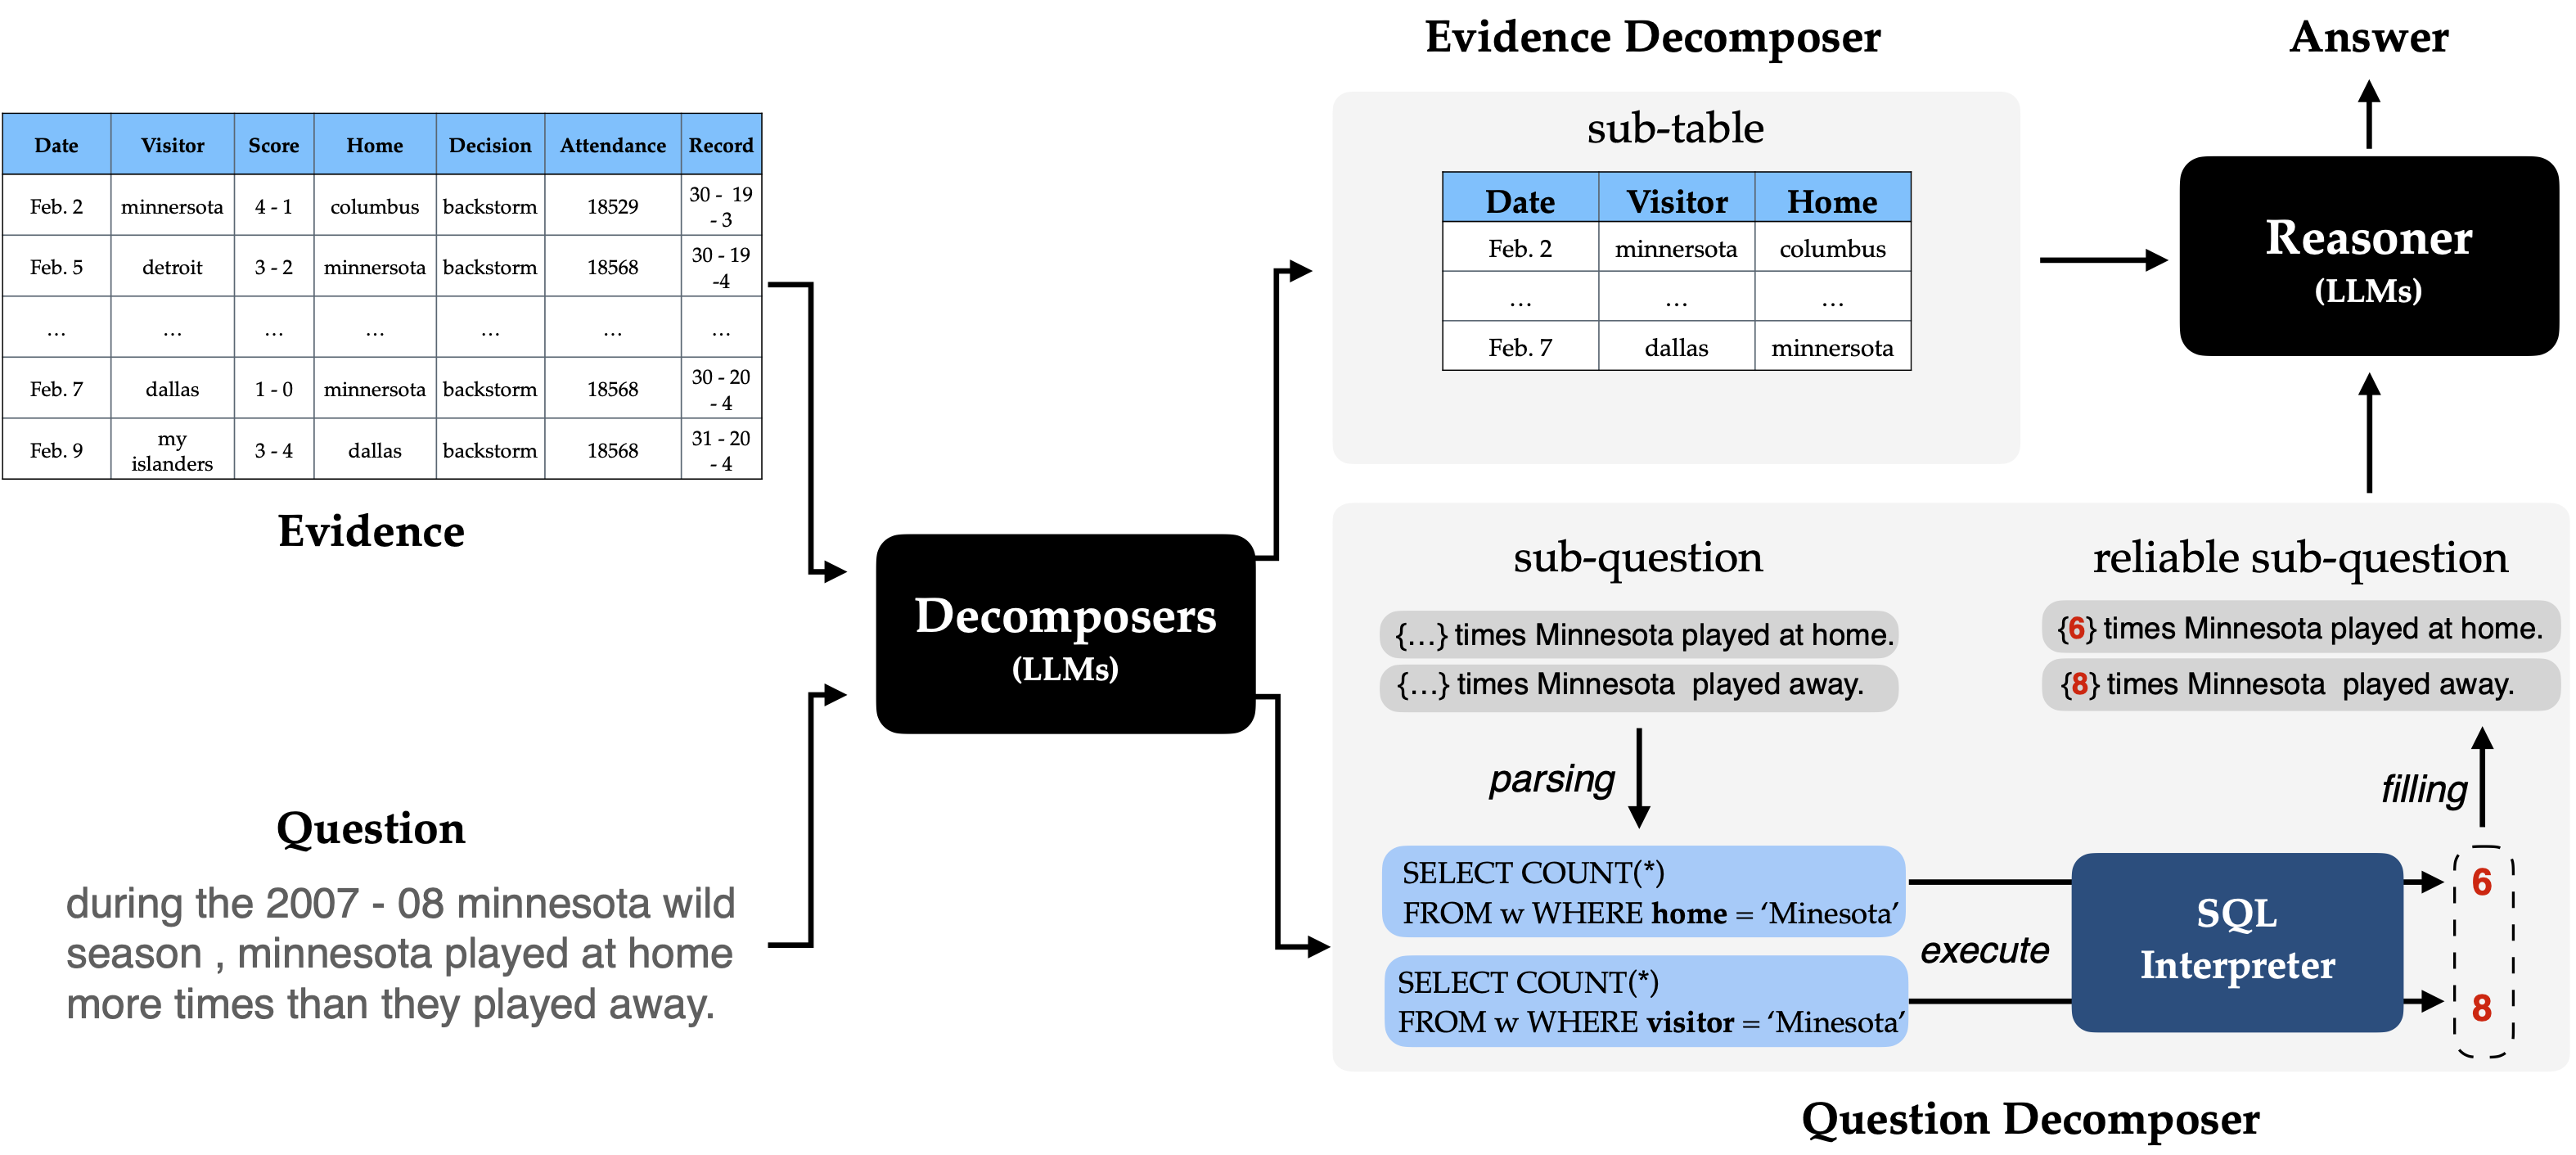 Evidence Decomposer
Answer
sub-table
Date Visitor Score Home Decision Attendance Record
Feb. 2 minnersota 4 - 1 columbus backstorm 18529 30 - 19 - 3
Feb. 5 detroit 3 - 2 minnersota backstorm 18568 30 - 19 -4
... ... ... ... ... ... ...
Feb. 7 dallas 1 - 0 minnersota backstorm 18568 30 - 20 - 4
Feb. 9 my islanders 3 - 4 dallas backstorm 18568 31 - 20 - 4
Evidence
Question
during the 2007 - 08 minnesota wild
season , minnesota played at home
more times than they played away.
Decomposers
(LLMs)
Date Visitor Home
Feb. 2 minnersota columbus
... ... ...
Feb. 7 dallas minnersota
Reasoner
(LLMs)
sub-question
{...} times Minnesota played at home.
{...} times Minnesota played away.
parsing
SELECT COUNT(*)
FROM w WHERE home = ‘Minesota’
SELECT COUNT(*)
FROM w WHERE visitor = ‘Minesota’
execute
SQL
Interpreter
6
8
filling
reliable sub-question
{6} times Minnesota played at home.
{8} times Minnesota played away.
Question Decomposer